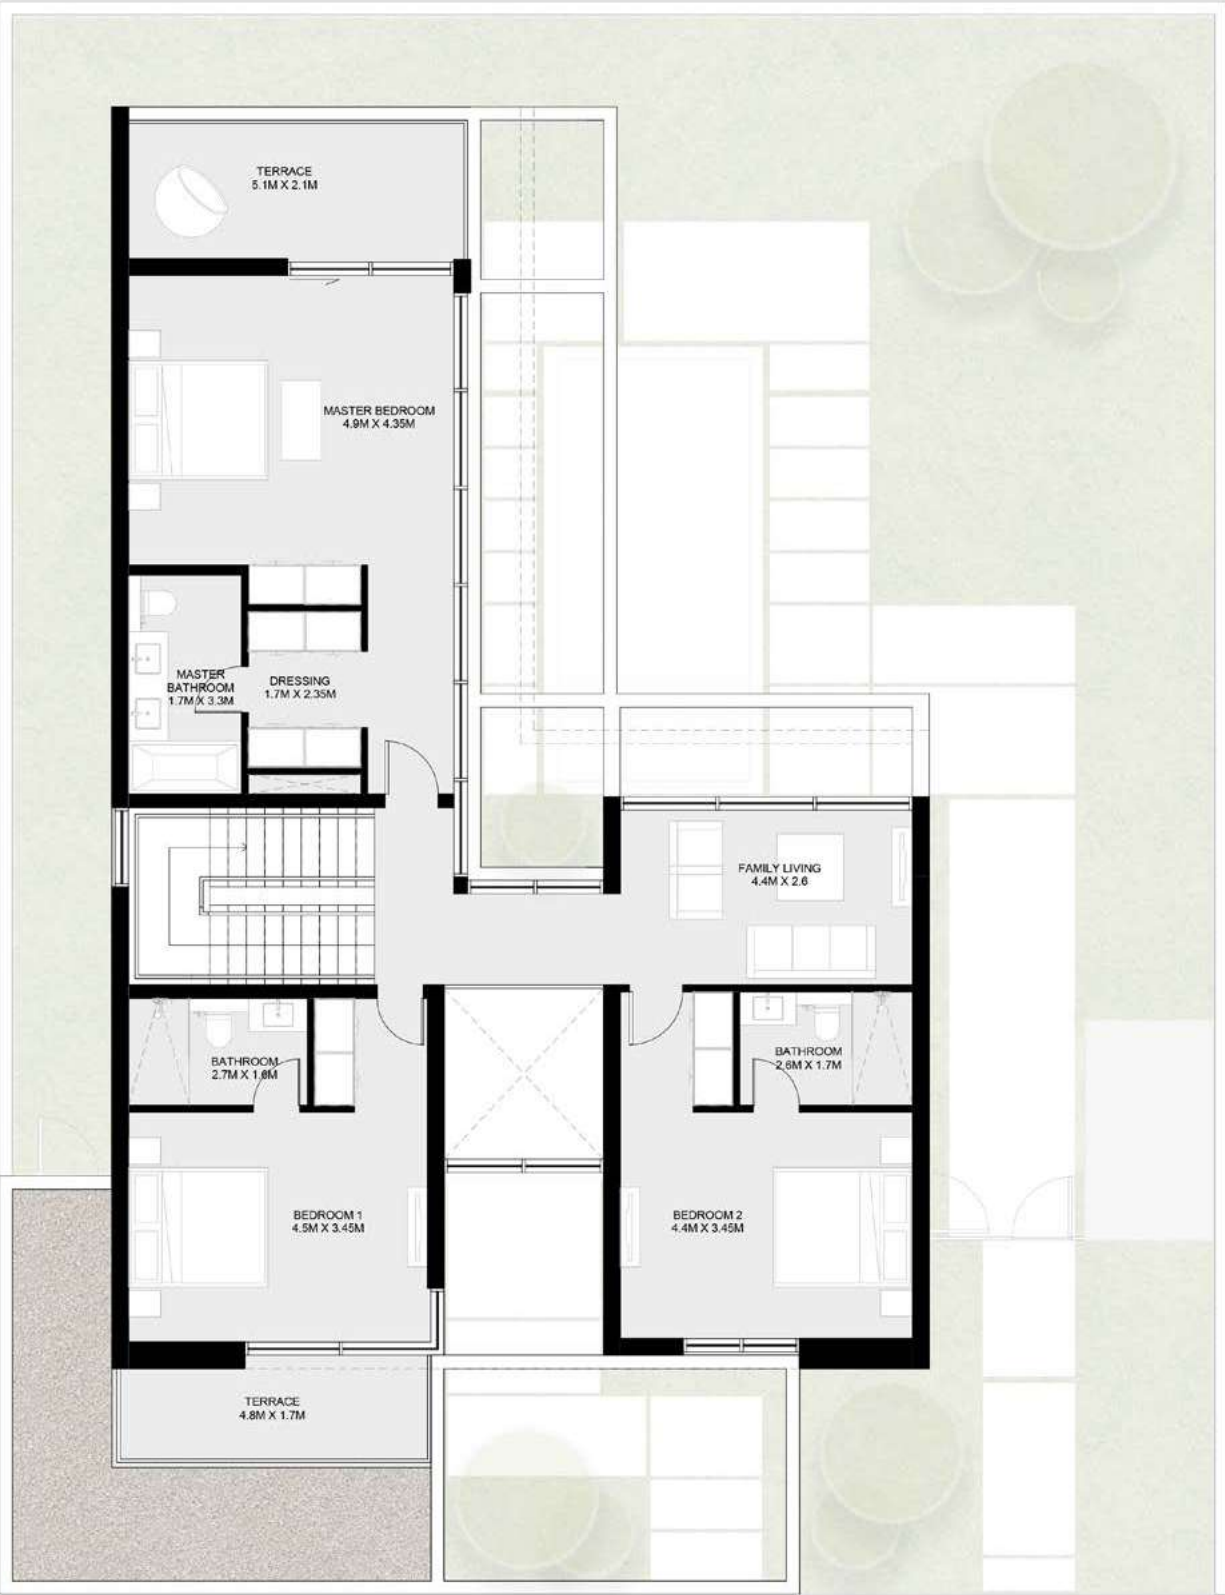 TERRACE
5.1M X 2.1M
MASTER BEDROOM
4.9M X 4.35M
MASTER
BATHROOM
1.7M X 3.3M
DRESSING
1.7M X 2.35M
FAMILY LIVING
4.4M X 2.6
BATHROOM
2.7M X 1.6M
BATHROOM
2.6M X 1.7M
BEDROOM 1
4.5M X 3.45M
BEDROOM 2
4.4M X 3.45M
TERRACE
4.8M X 1.7M